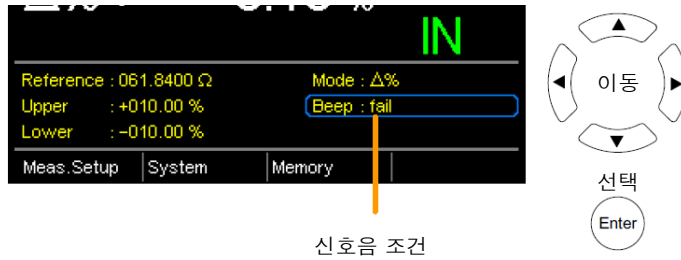 IN
Reference : 061.8400 Ω Mode : Δ%
Upper : +010.00 % Beep : fail
Lower : −010.00 %
Meas.Setup System Memory
신호음 조건
이동
선택
Enter